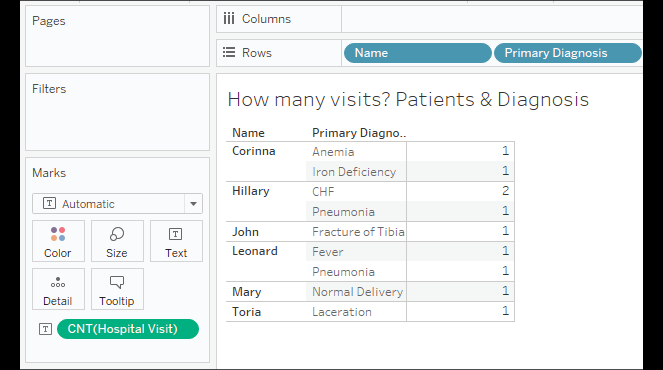 Pages
Columns
Rows
Name
Primary Diagnosis
Filters
How many visits? Patients & Diagnosis
Name Primary Diagno..
Corinna Anemia 1
Iron Deficiency 1
Hillary CHF 2
Pneumonia 1
John Fracture of Tibia 1
Leonard Fever 1
Pneumonia 1
Mary Normal Delivery 1
Toria Laceration 1
Marks
T Automatic
Color
Size
T
Text
Detail
Tooltip
T CNT(Hospital Visit)